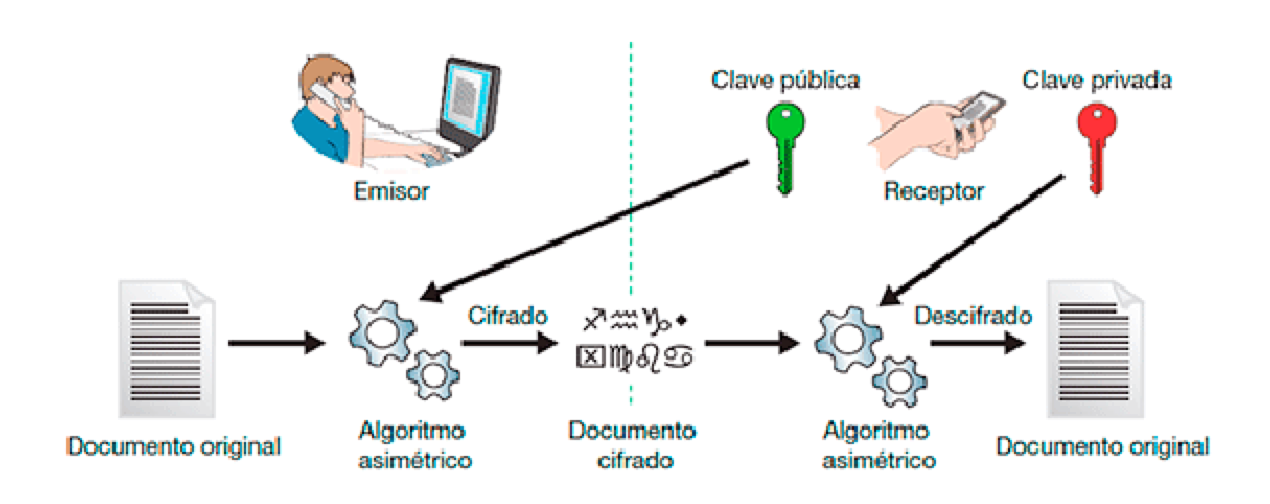 Clave pública
Clave privada
Emisor
Receptor
Cifrado
Descifrado
Documento original
Algoritmo
asimétrico
Documento
cifrado
Algoritmo
asimétrico
Documento original